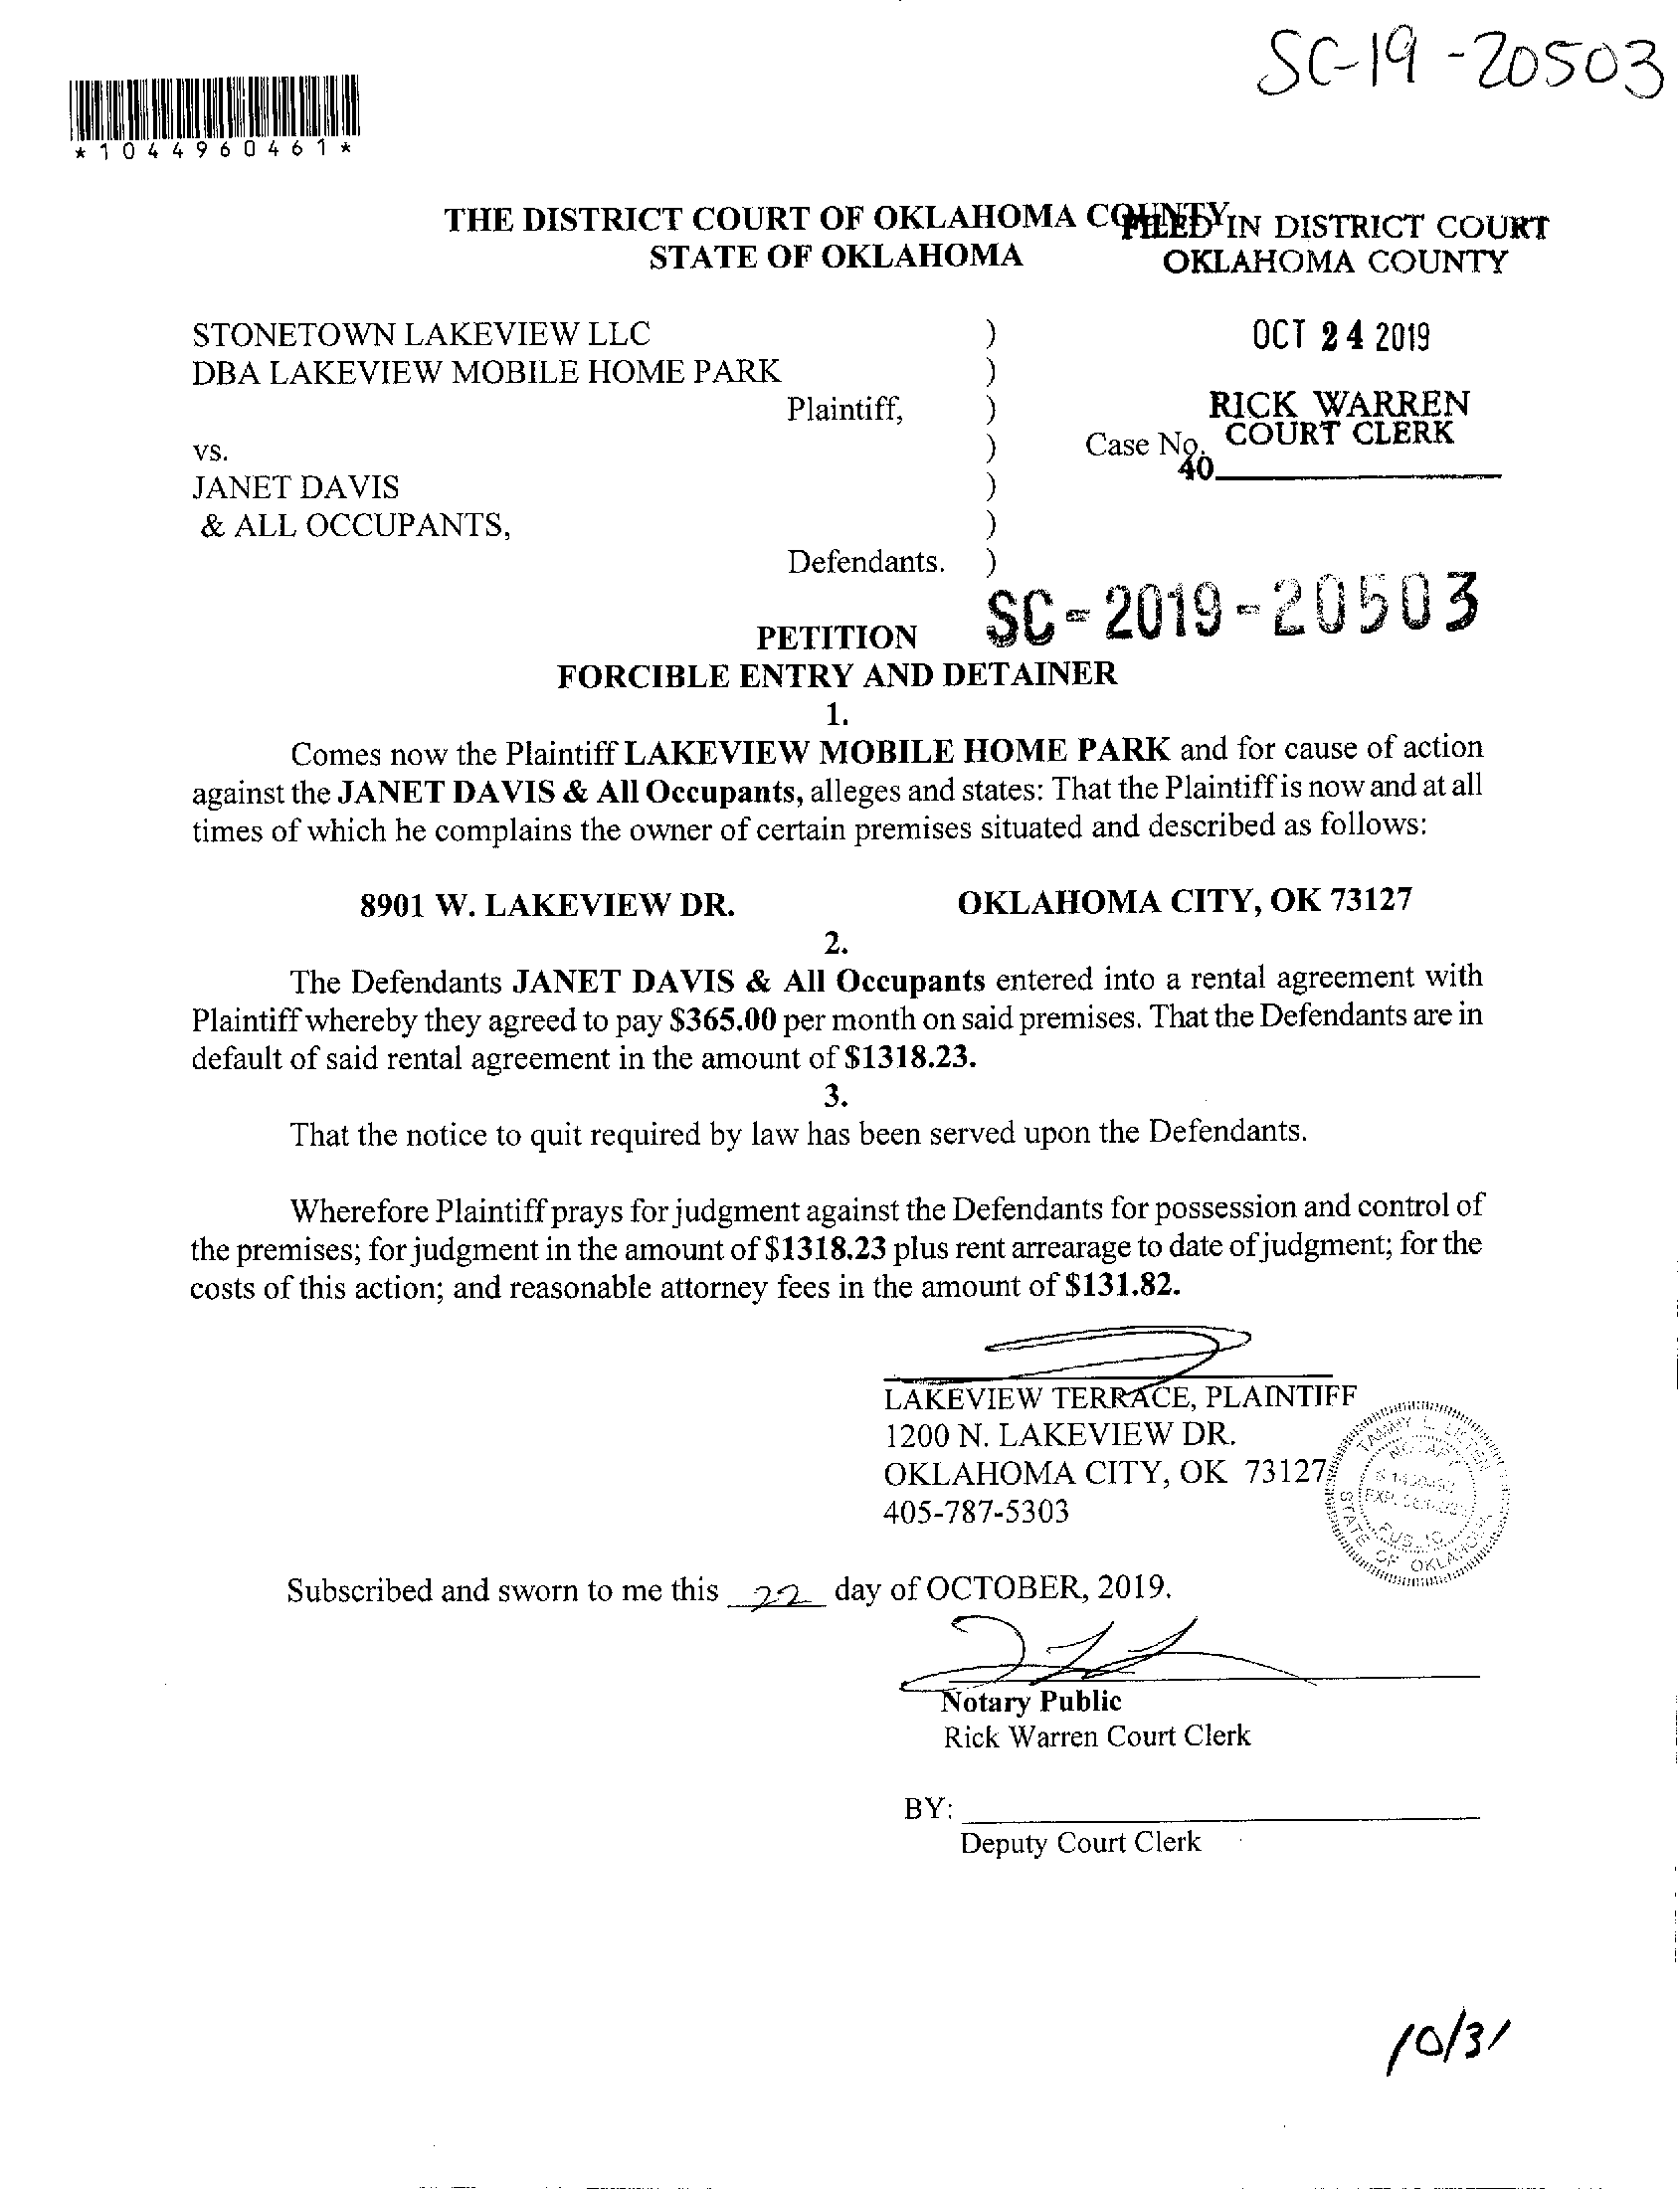 SC-19-20503
*1044960461*
THE DISTRICT COURT OF OKLAHOMA COUNTY
STATE OF OKLAHOMA
FILED IN DISTRICT COURT
OKLAHOMA COUNTY
OCT 24 2019
RICK WARREN
COURT CLERK
40
STONETOWN LAKEVIEW LLC )
DBA LAKEVIEW MOBILE HOME PARK )
Plaintiff, )
vs. ) Case No.
JANET DAVIS )
& ALL OCCUPANTS, )
Defendants. )
SC-2019-20503
PETITION
FORCIBLE ENTRY AND DETAINER
1.
Comes now the Plaintiff LAKEVIEW MOBILE HOME PARK and for cause of action
against the JANET DAVIS & All Occupants, alleges and states: That the Plaintiff is now and at all
times of which he complains the owner of certain premises situated and described as follows:
8901 W. LAKEVIEW DR. OKLAHOMA CITY, OK 73127
2.
The Defendants JANET DAVIS & All Occupants entered into a rental agreement with
Plaintiff whereby they agreed to pay $365.00 per month on said premises. That the Defendants are in
default of said rental agreement in the amount of $1318.23.
3.
That the notice to quit required by law has been served upon the Defendants.
Wherefore Plaintiff prays for judgment against the Defendants for possession and control of
the premises; for judgment in the amount of $1318.23 plus rent arrearage to date of judgment; for the
costs of this action; and reasonable attorney fees in the amount of $131.82.
LAKEVIEW TERRACE, PLAINTIFF
1200 N. LAKEVIEW DR.
OKLAHOMA CITY, OK 73127
405-787-5303
TAMMY L.
NOTARY
EXP.
STATE OF OKLAHOMA
Subscribed and sworn to me this 22 day of OCTOBER, 2019.
Notary Public
Rick Warren Court Clerk
BY:
Deputy Court Clerk
10/31